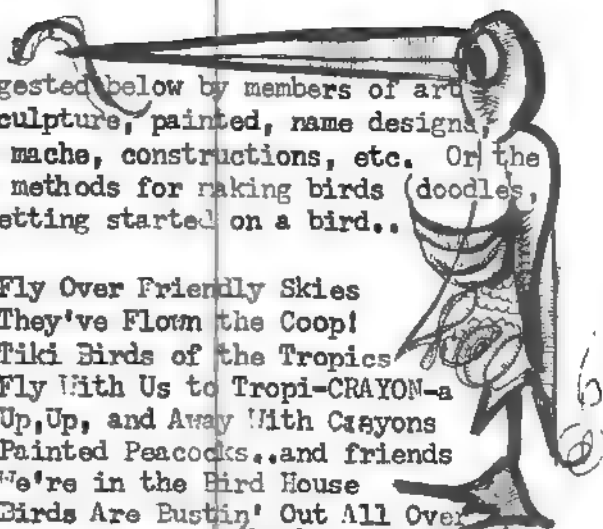 gested below by members of art
culpture, painted, name designs,
mache, constructions, etc. Or the
methods for making birds (doodles,
etting started on a bird..
Fly Over Friendly Skies
They've Flown the Coop!
Tiki Birds of the Tropics
Fly With Us to Tropi-CRAYON-a
Up,Up, and Away With Crayons
Painted Peacocks..and friends
We're in the Bird House
Birds Are Bustin' Out All Over